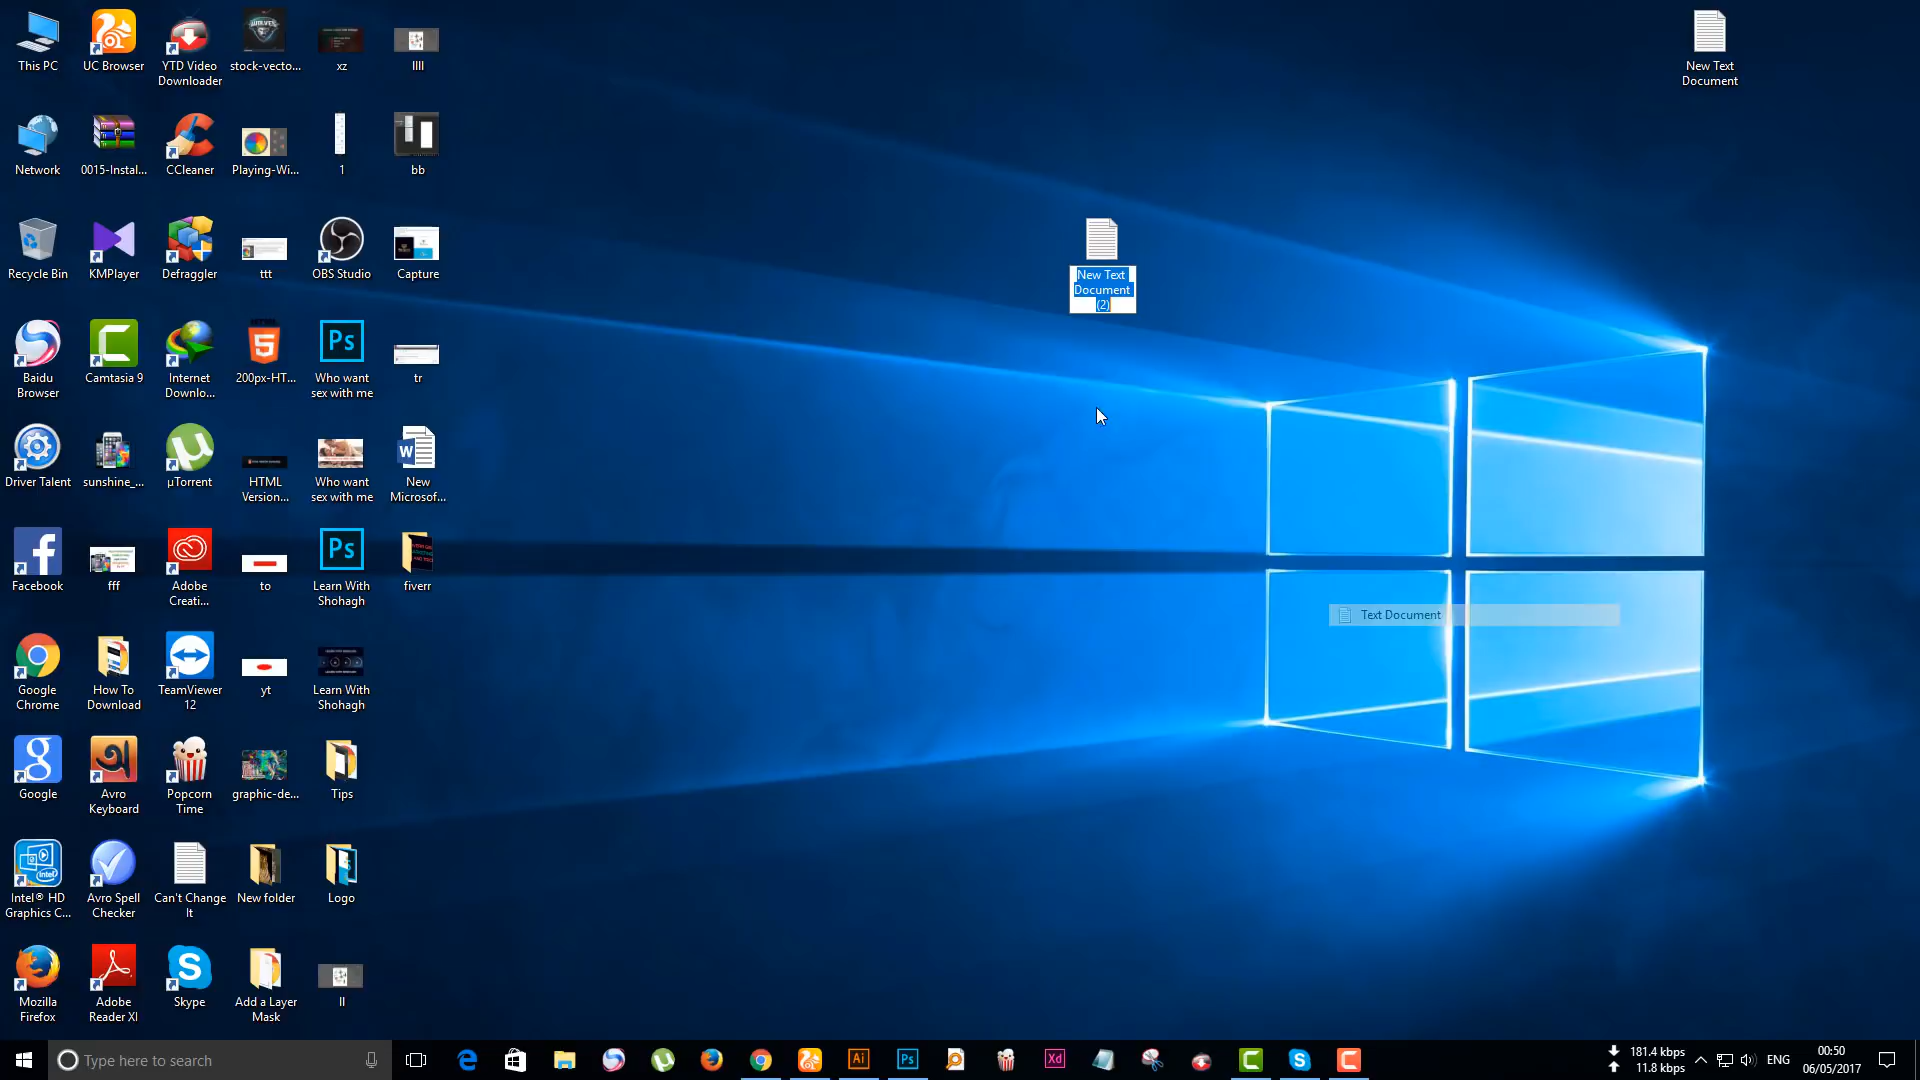 This PC
UC Browser
YTD Video
Downloader
stock-vecto...
xz
llll
New Text
Document
Network
0015-Instal...
CCleaner
Playing-Wi...
1
bb
Recycle Bin
KMPlayer
Defraggler
ttt
OBS Studio
Capture
New Text
Document
(2)
Baidu
Browser
Camtasia 9
Internet
Downlo...
200px-HT...
Ps
Who want
sex with me
tr
Driver Talent
sunshine_...
µTorrent
HTML
Version...
Who want
sex with me
New
Microsof...
Facebook
fff
Adobe
Creati...
to
Ps
Learn With
Shohagh
fiverr
Text Document
Google
Chrome
How To
Download
TeamViewer
12
yt
Learn With
Shohagh
Google
Avro
Keyboard
Popcorn
Time
graphic-de...
Tips
Intel® HD
Graphics C...
Avro Spell
Checker
Can't Change
It
New folder
Logo
Mozilla
Firefox
Adobe
Reader XI
Skype
Add a Layer
Mask
ll
Type here to search
Ai
Ps
Xd
181.4 kbps
11.8 kbps
ENG
00:50
06/05/2017